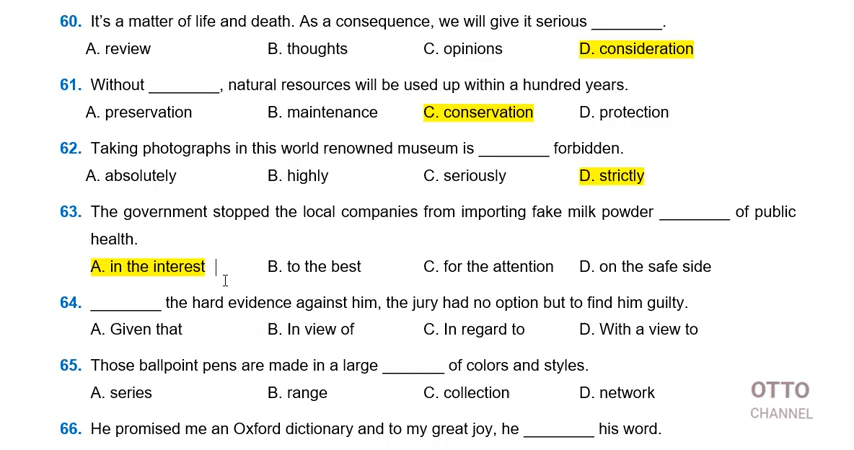 60. It's a matter of life and death. As a consequence, we will give it serious ________.
A. review B. thoughts C. opinions D. consideration
61. Without ________, natural resources will be used up within a hundred years.
A. preservation B. maintenance C. conservation D. protection
62. Taking photographs in this world renowned museum is ________ forbidden.
A. absolutely B. highly C. seriously D. strictly
63. The government stopped the local companies from importing fake milk powder ________ of public
health.
A. in the interest B. to the best C. for the attention D. on the safe side
64. ________ the hard evidence against him, the jury had no option but to find him guilty.
A. Given that B. In view of C. In regard to D. With a view to
65. Those ballpoint pens are made in a large _______ of colors and styles.
A. series B. range C. collection D. network
OTTO
CHANNEL
66. He promised me an Oxford dictionary and to my great joy, he ________ his word.